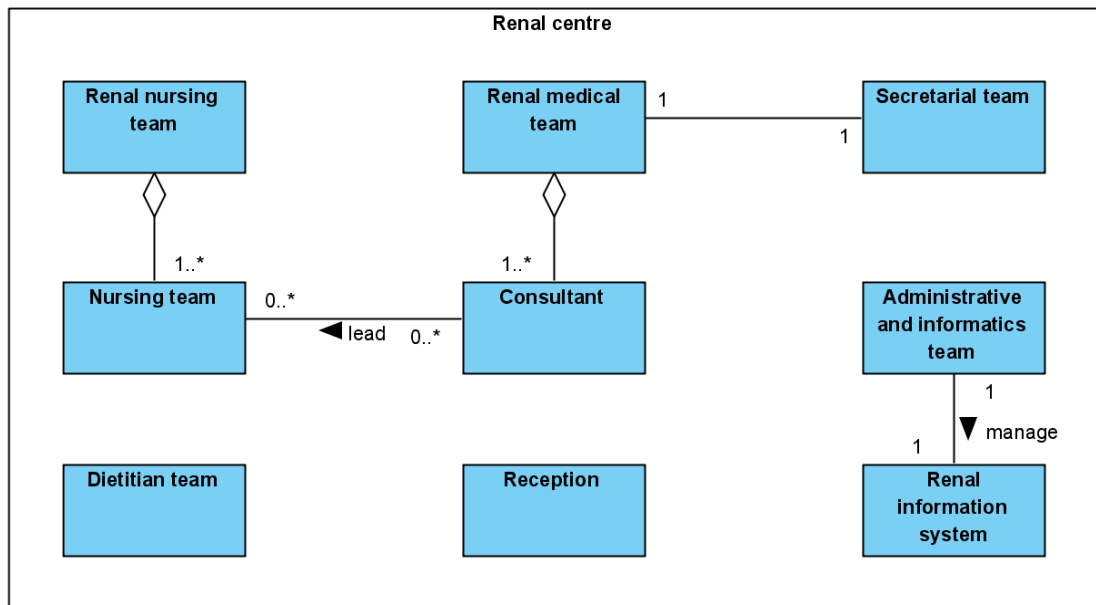 Renal centre
Renal nursing
team
Renal medical
team
1
1
Secretarial team
1..*
1..*
Nursing team
0..*
lead
0..*
Consultant
Administrative
and informatics
team
1
manage
1
Dietitian team
Reception
Renal
information
system